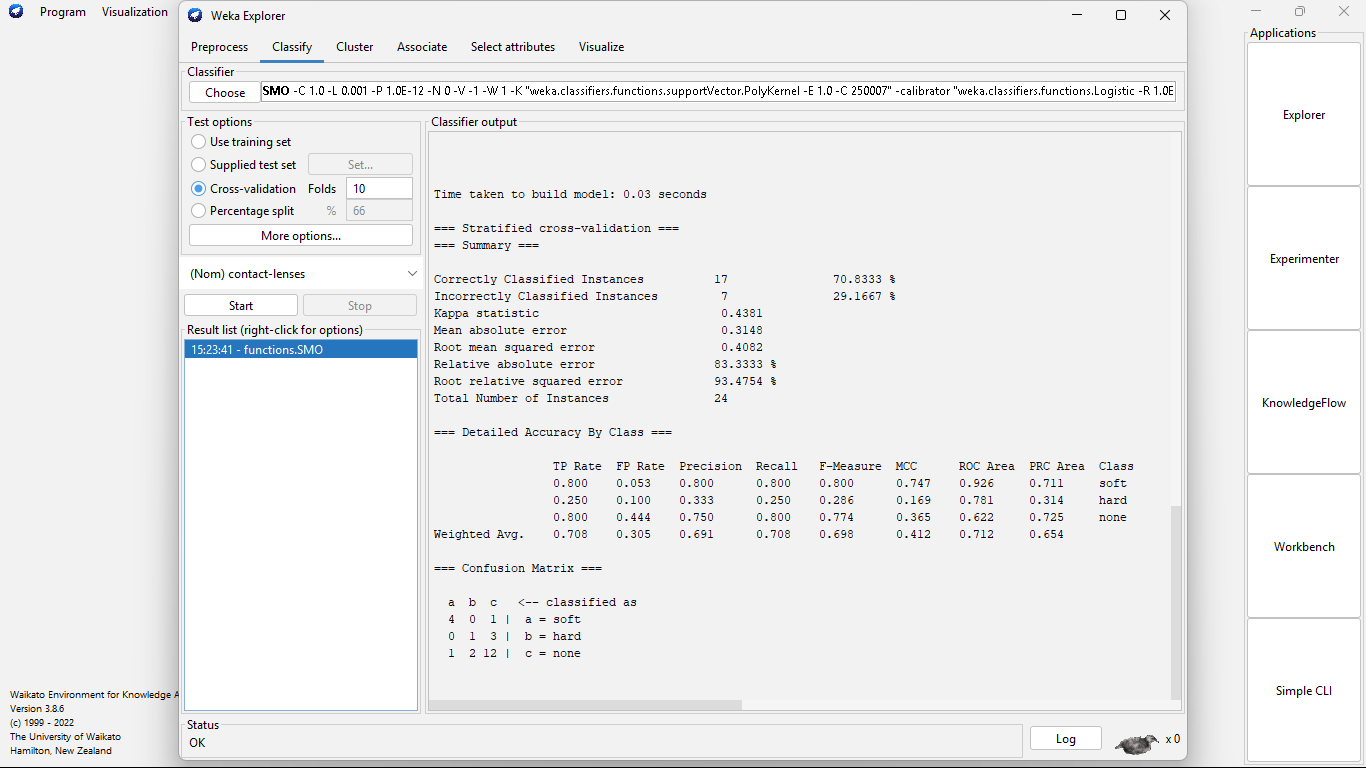 Program Visualization
Weka Explorer
Applications
Preprocess Classify Cluster Associate Select attributes Visualize
Classifier
Choose SMO -C 1.0 -L 0.001 -P 1.0E-12 -N 0 -V -1 -W 1 -K "weka.classifiers.functions.supportVector.PolyKernel -E 1.0 -C 250007" -calibrator "weka.classifiers.functions.Logistic -R 1.0E
Test options
Use training set
Supplied test set Set...
Cross-validation Folds 10
Percentage split % 66
More options...
(Nom) contact-lenses
Start Stop
Result list (right-click for options)
15:23:41 - functions.SMO
Classifier output
Time taken to build model: 0.03 seconds
=== Stratified cross-validation ===
=== Summary ===
Correctly Classified Instances 17 70.8333 %
Incorrectly Classified Instances 7 29.1667 %
Kappa statistic 0.4381
Mean absolute error 0.3148
Root mean squared error 0.4082
Relative absolute error 83.3333 %
Root relative squared error 93.4754 %
Total Number of Instances 24
=== Detailed Accuracy By Class ===
TP Rate FP Rate Precision Recall F-Measure MCC ROC Area PRC Area Class
0.800 0.053 0.800 0.800 0.800 0.747 0.926 0.711 soft
0.250 0.100 0.333 0.250 0.286 0.169 0.781 0.314 hard
0.800 0.444 0.750 0.800 0.774 0.365 0.622 0.725 none
Weighted Avg. 0.708 0.305 0.691 0.708 0.698 0.412 0.712 0.654
=== Confusion Matrix ===
a b c <-- classified as
4 0 1 | a = soft
0 1 3 | b = hard
1 2 12 | c = none
Status
OK
Log
x 0
Explorer
Experimenter
KnowledgeFlow
Workbench
Simple CLI
Waikato Environment for Knowledge A
Version 3.8.6
(c) 1999 - 2022
The University of Waikato
Hamilton, New Zealand